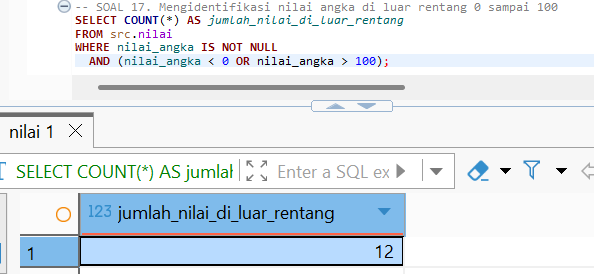 -- SOAL 17. Mengidentifikasi nilai angka di luar rentang 0 sampai 100
SELECT COUNT(*) AS jumlah_nilai_di_luar_rentang
FROM src.nilai
WHERE nilai_angka IS NOT NULL
AND (nilai_angka < 0 OR nilai_angka > 100);
nilai 1
SELECT COUNT(*) AS jumlal Enter a SQL ex
123 jumlah_nilai_di_luar_rentang
1 12